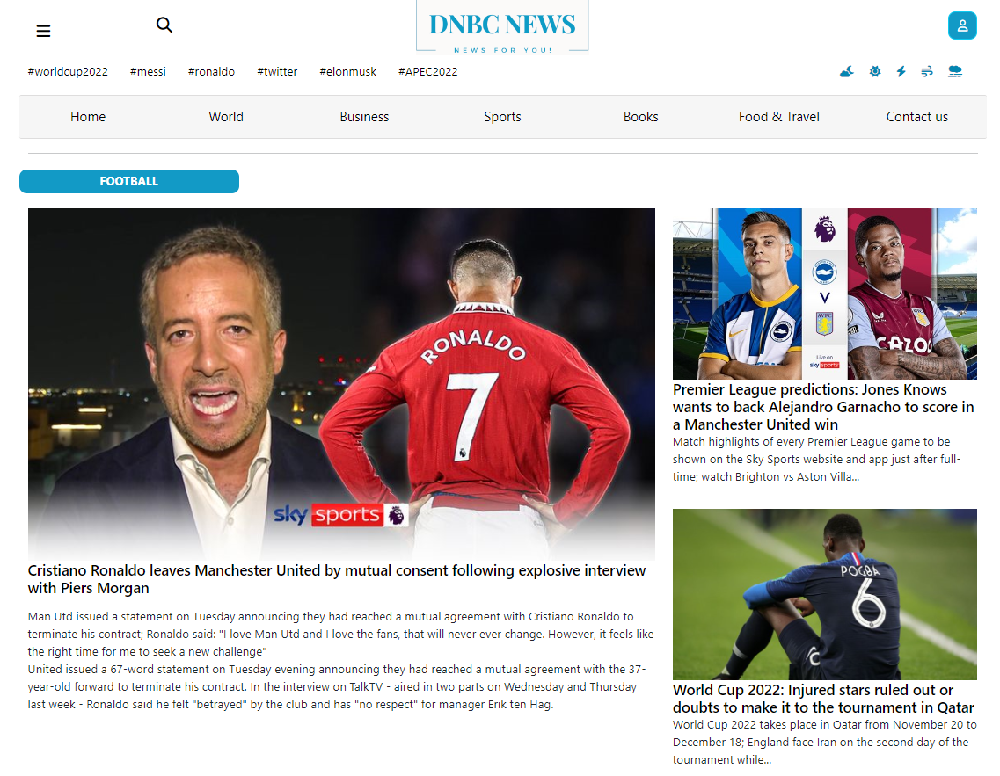 DNBC NEWS
NEWS FOR YOU!
#worldcup2022 #messi #ronaldo #twitter #elonmusk #APEC2022
Home World Business Sports Books Food & Travel Contact us
FOOTBALL
RONALDO
7
sky sports
Cristiano Ronaldo leaves Manchester United by mutual consent following explosive interview
with Piers Morgan
Man Utd issued a statement on Tuesday announcing they had reached a mutual agreement with Cristiano Ronaldo to
terminate his contract; Ronaldo said: "I love Man Utd and I love the fans, that will never ever change. However, it feels like
the right time for me to seek a new challenge"
United issued a 67-word statement on Tuesday evening announcing they had reached a mutual agreement with the 37-
year-old forward to terminate his contract. In the interview on TalkTV - aired in two parts on Wednesday and Thursday
last week - Ronaldo said he felt "betrayed" by the club and has "no respect" for manager Erik ten Hag.
V
AVFC
Live on
sky sports
CAZOO
Premier League predictions: Jones Knows
wants to back Alejandro Garnacho to score in
a Manchester United win
Match highlights of every Premier League game to be
shown on the Sky Sports website and app just after full-
time; watch Brighton vs Aston Villa...
POGBA
6
World Cup 2022: Injured stars ruled out or
doubts to make it to the tournament in Qatar
World Cup 2022 takes place in Qatar from November 20 to
December 18; England face Iran on the second day of the
tournament while...